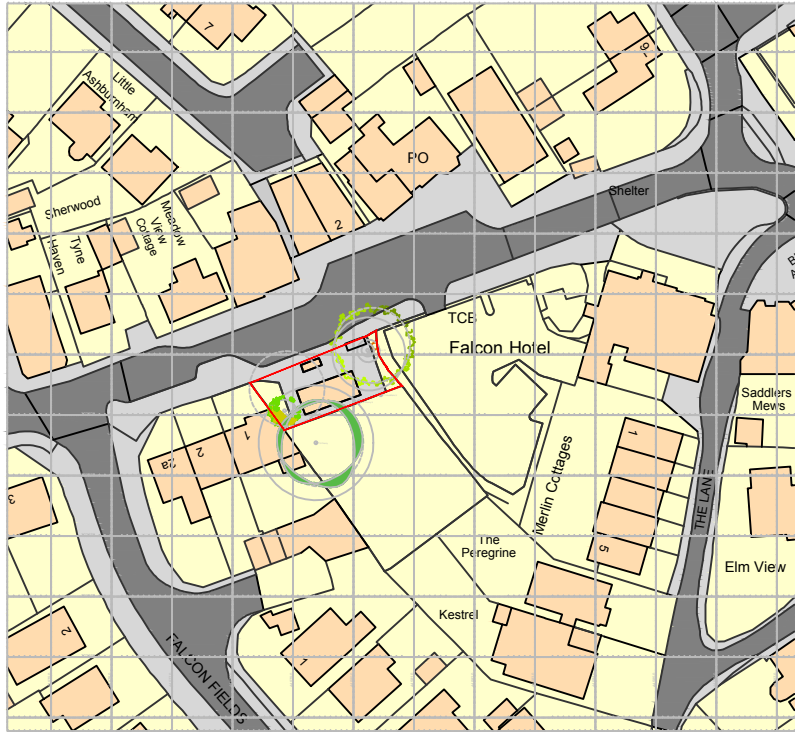 7
9
Little
Ashburnham
PO
Shelter
Sherwood
Meadow
View
Cottage
2
Tyne
Haven
TCB
Falcon Hotel
Saddlers
Mews
1
2
2a
1
3
Merlin Cottages
THE LANE
The
Peregrine
5
Elm View
Kestrel
2
1
FALCON FIELDS